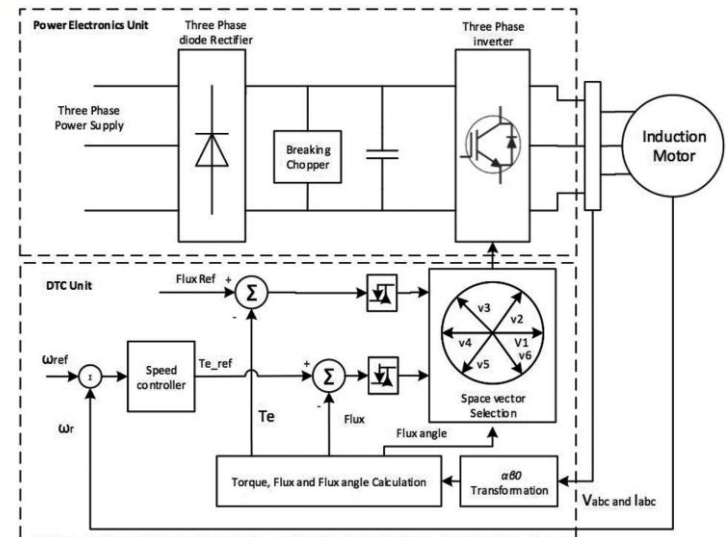 Power Electronics Unit
Three Phase
diode Rectifier
Three Phase
inverter
Three Phase
Power Supply
Breaking
Chopper
Induction
Motor
DTC Unit
Flux Ref
+
Σ
-
v3
v2
v4
V1
v5
v6
Space vector
Selection
ωref
Speed
controller
Te_ref
+
Σ
-
ωr
Te
Flux
Flux angle
Torque, Flux and Flux angle Calculation
αβ0
Transformation
Vabc and Iabc